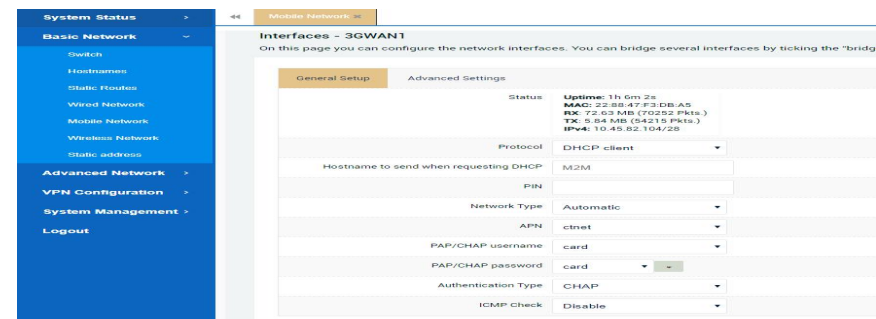 System Status
Basic Network
Switch
Hostnames
Static Routes
Wired Network
Mobile Network
Wireless Network
Static address
Advanced Network
VPN Configuration
System Management
Logout
Mobile Network
Interfaces - 3GWAN1
On this page you can configure the network interfaces. You can bridge several interfaces by ticking the "bridg
General Setup Advanced Settings
Status Uptime: 1h 6m 2s
MAC: 22:88:47:F3:DB:A5
RX: 72.63 MB (70252 Pkts.)
TX: 5.84 MB (54215 Pkts.)
IPv4: 10.45.82.104/28
Protocol DHCP client
Hostname to send when requesting DHCP M2M
PIN
Network Type Automatic
APN ctnet
PAP/CHAP username card
PAP/CHAP password card
Authentication Type CHAP
ICMP Check Disable